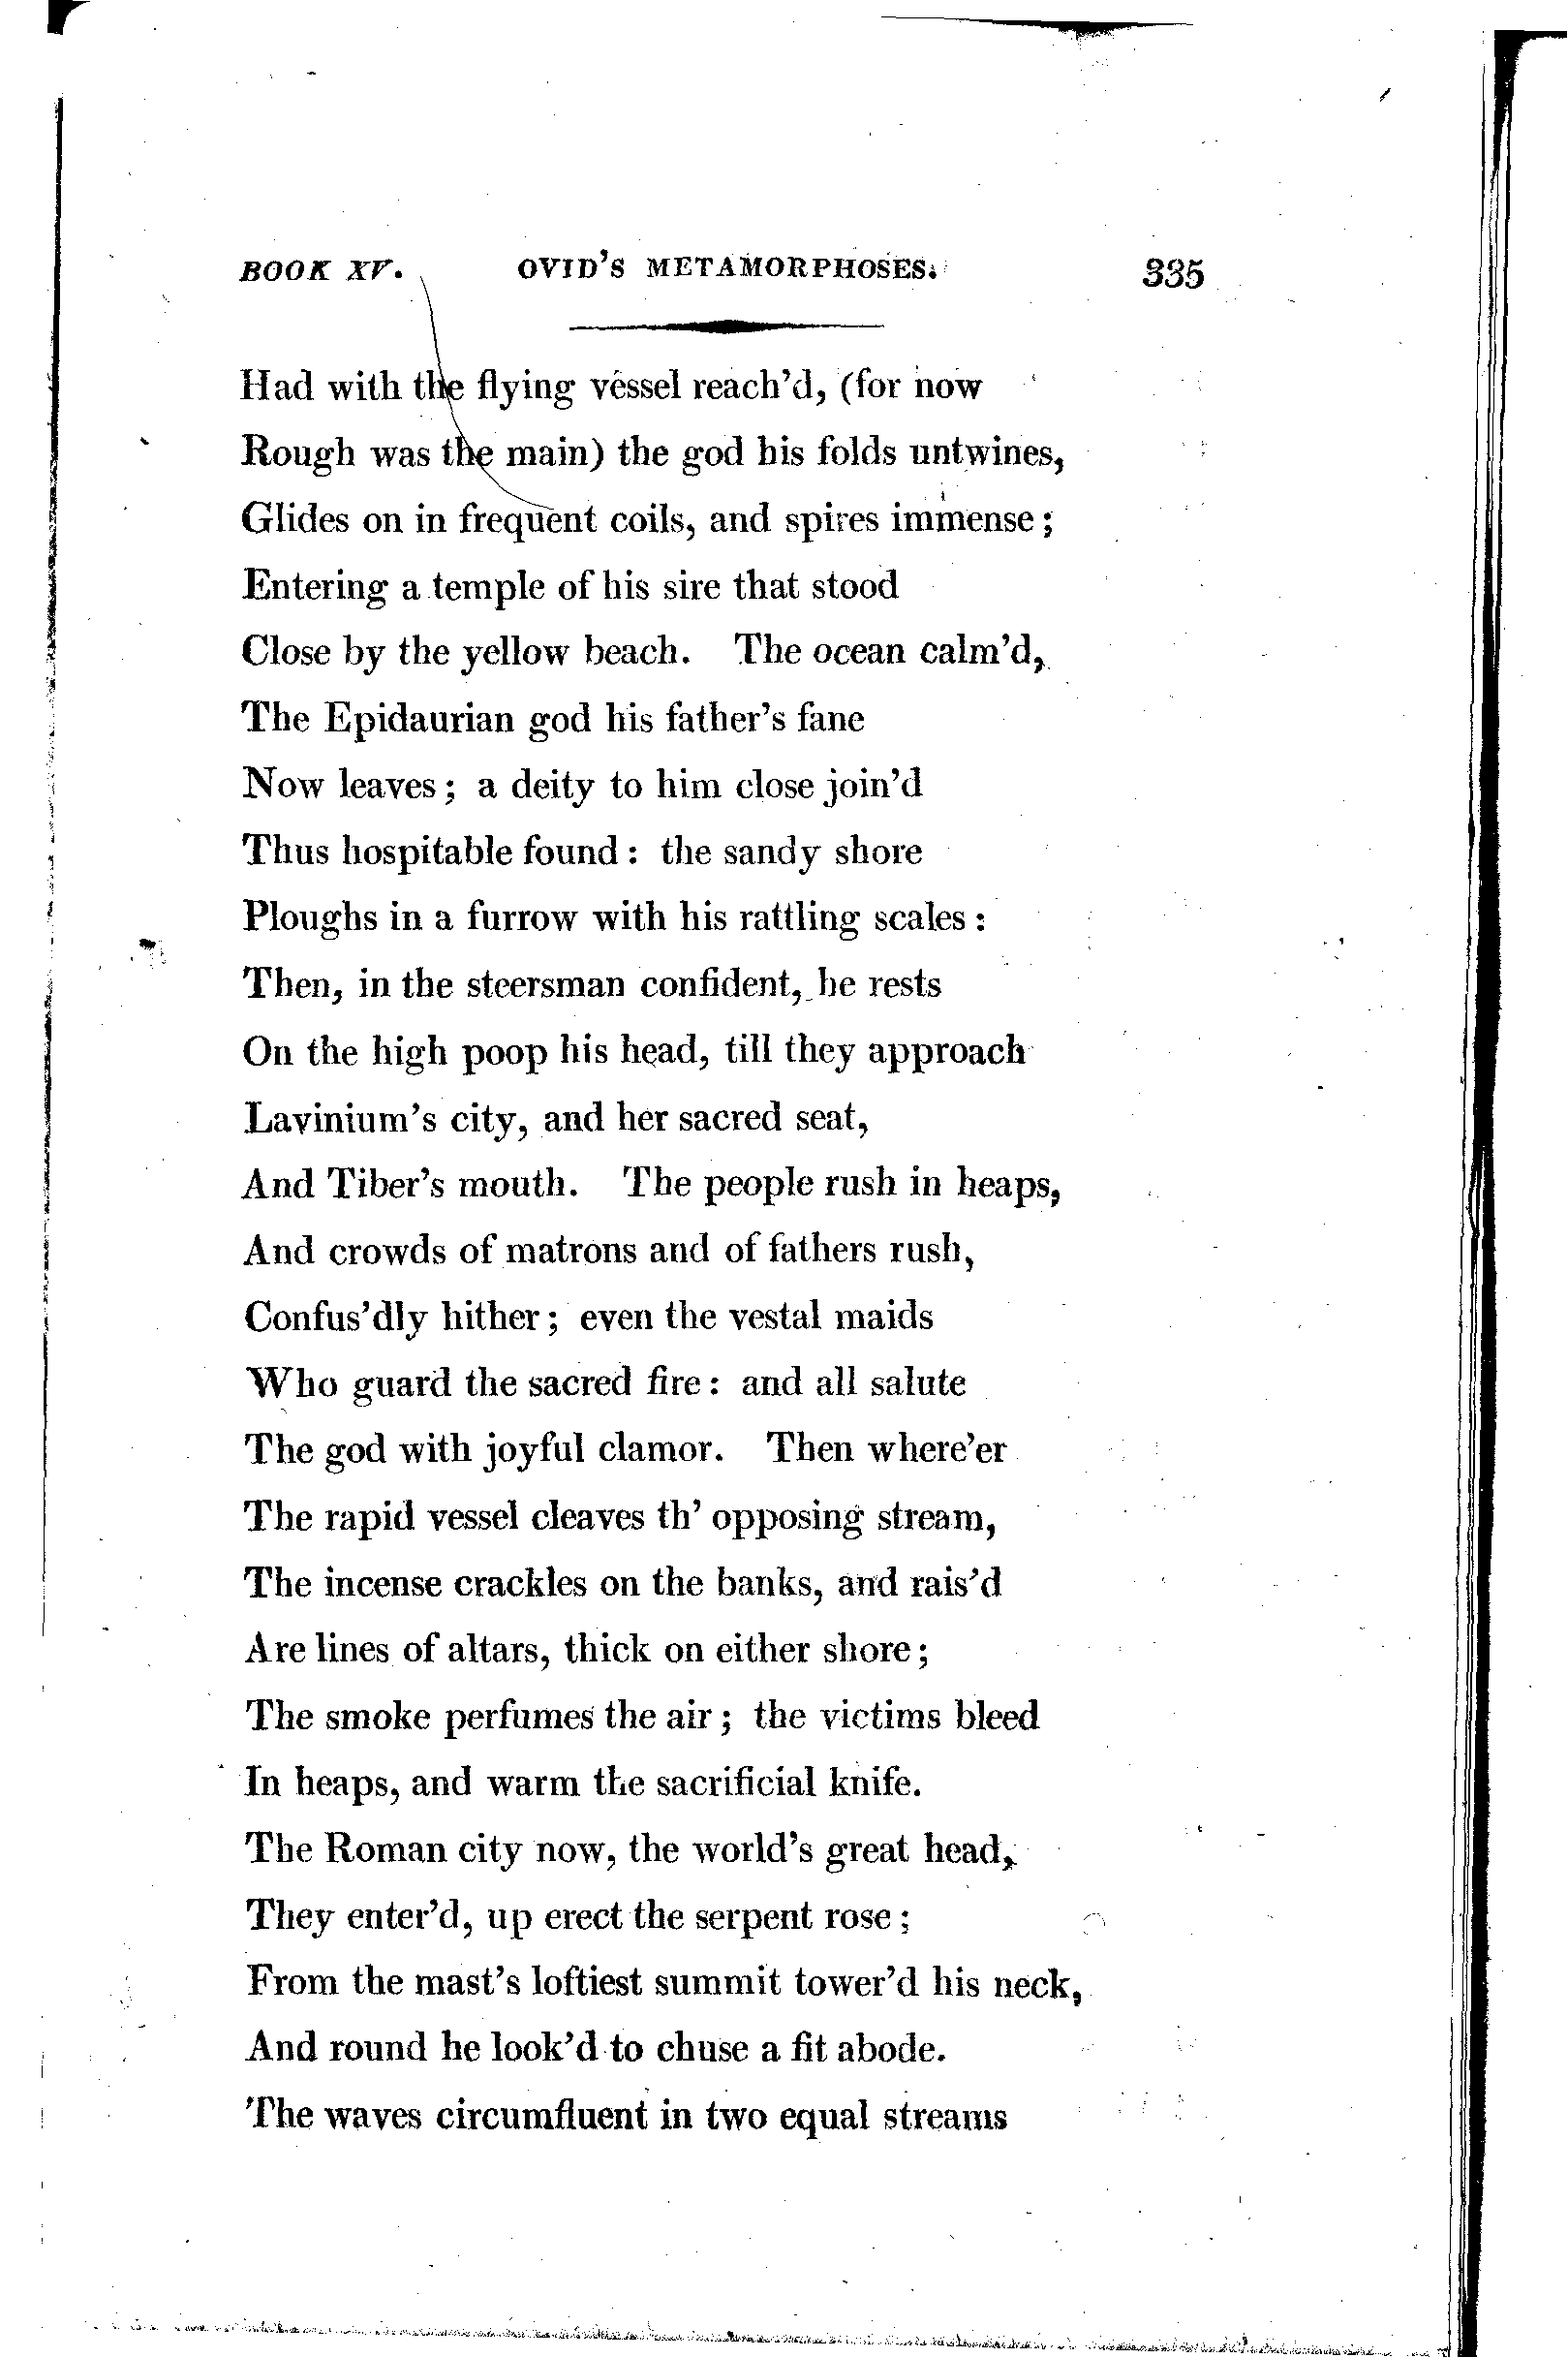 BOOK XV. OVID'S METAMORPHOSES. 335
Had with the flying vessel reach'd, (for now
Rough was the main) the god his folds untwines,
Glides on in frequent coils, and spires immense;
Entering a temple of his sire that stood
Close by the yellow beach. The ocean calm'd,
The Epidaurian god his father's fane
Now leaves; a deity to him close join'd
Thus hospitable found: the sandy shore
Ploughs in a furrow with his rattling scales:
Then, in the steersman confident, he rests
On the high poop his head, till they approach
Lavinium's city, and her sacred seat,
And Tiber's mouth. The people rush in heaps,
And crowds of matrons and of fathers rush,
Confus'dly hither; even the vestal maids
Who guard the sacred fire: and all salute
The god with joyful clamor. Then where'er
The rapid vessel cleaves th' opposing stream,
The incense crackles on the banks, and rais'd
Are lines of altars, thick on either shore;
The smoke perfumes the air; the victims bleed
In heaps, and warm the sacrificial knife.
The Roman city now, the world's great head,
They enter'd, up erect the serpent rose;
From the mast's loftiest summit tower'd his neck,
And round he look'd to chuse a fit abode.
The waves circumfluent in two equal streams